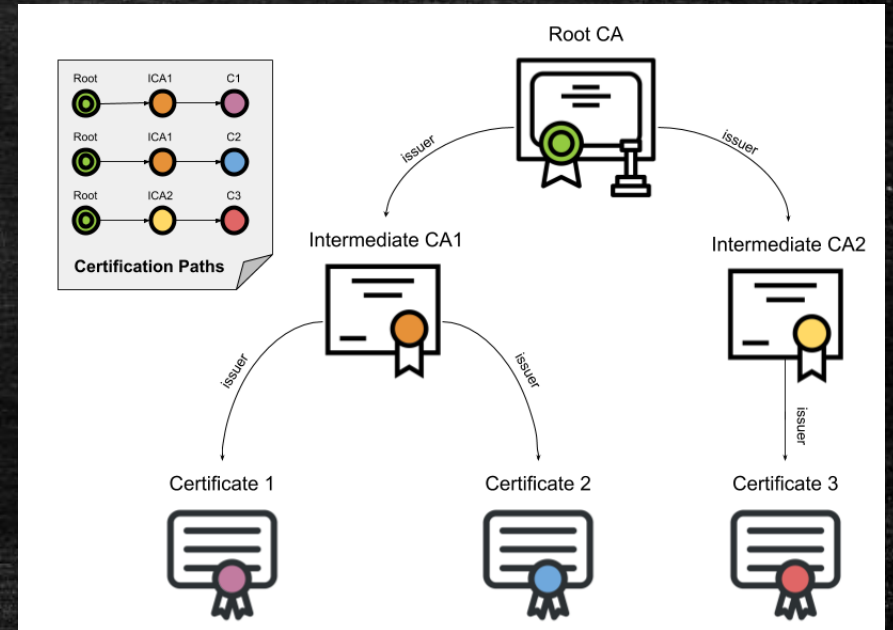 Root CA
Root ICA1 C1
Root ICA1 C2
Root ICA2 C3
Certification Paths
issuer
issuer
Intermediate CA1
Intermediate CA2
issuer
issuer
issuer
Certificate 1
Certificate 2
Certificate 3